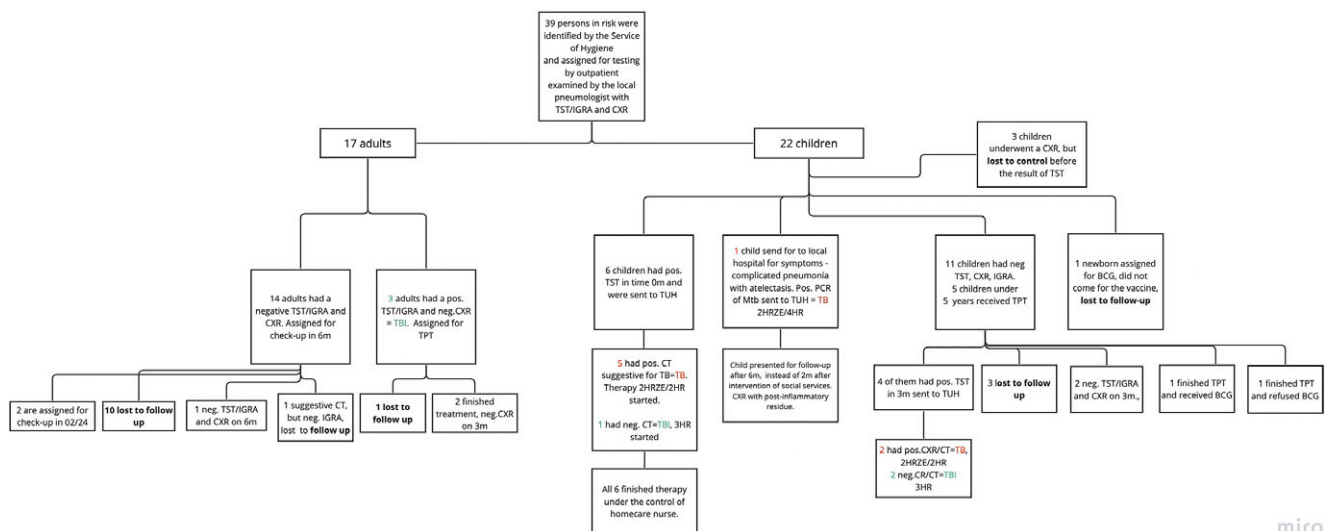 39 persons in risk were
identified by the Service
of Hygiene
and assigned for testing
by outpatient
examined by the local
pneumologist with
TST/IGRA and CXR
17 adults
22 children
3 children
underwent a CXR, but
lost to control before
the result of TST
14 adults had a
negative TST/IGRA and
CXR. Assigned for
check-up in 6m
3 adults had a pos.
TST/IGRA and neg.CXR
= TBI. Assigned for
TPT
6 children had pos.
TST in time 0m and
were sent to TUH
1 child send for to local
hospital for symptoms -
complicated pneumonia
with atelectasis. Pos. PCR
of Mtb sent to TUH = TB
2HRZE/4HR
11 children had neg
TST, CXR, IGRA.
5 children under
5 years received TPT
1 newborn assigned
for BCG, did not
come for the vaccine,
lost to follow-up
2 are assigned for
check-up in 02/24
10 lost to follow
up
1 neg. TST/IGRA
and CXR on 6m
1 suggestive CT,
but neg. IGRA,
lost to follow up
1 lost to
follow up
2 finished
treatment, neg.CXR
on 3m
5 had pos. CT
suggestive for TB=TB.
Therapy 2HRZE/2HR
started.
1 had neg. CT=TBI, 3HR
started
Child presented for follow-up
after 6m, instead of 2m after
intervention of social services.
CXR with post-inflammatory
residue.
4 of them had pos. TST
in 3m sent to TUH
3 lost to follow
up
2 neg. TST/IGRA
and CXR on 3m.,
1 finished TPT
and received BCG
1 finished TPT
and refused BCG
All 6 finished therapy
under the control of
homecare nurse.
2 had pos.CXR/CT=TB,
2HRZE/2HR
2 neg.CR/CT=TBI
3HR
miro